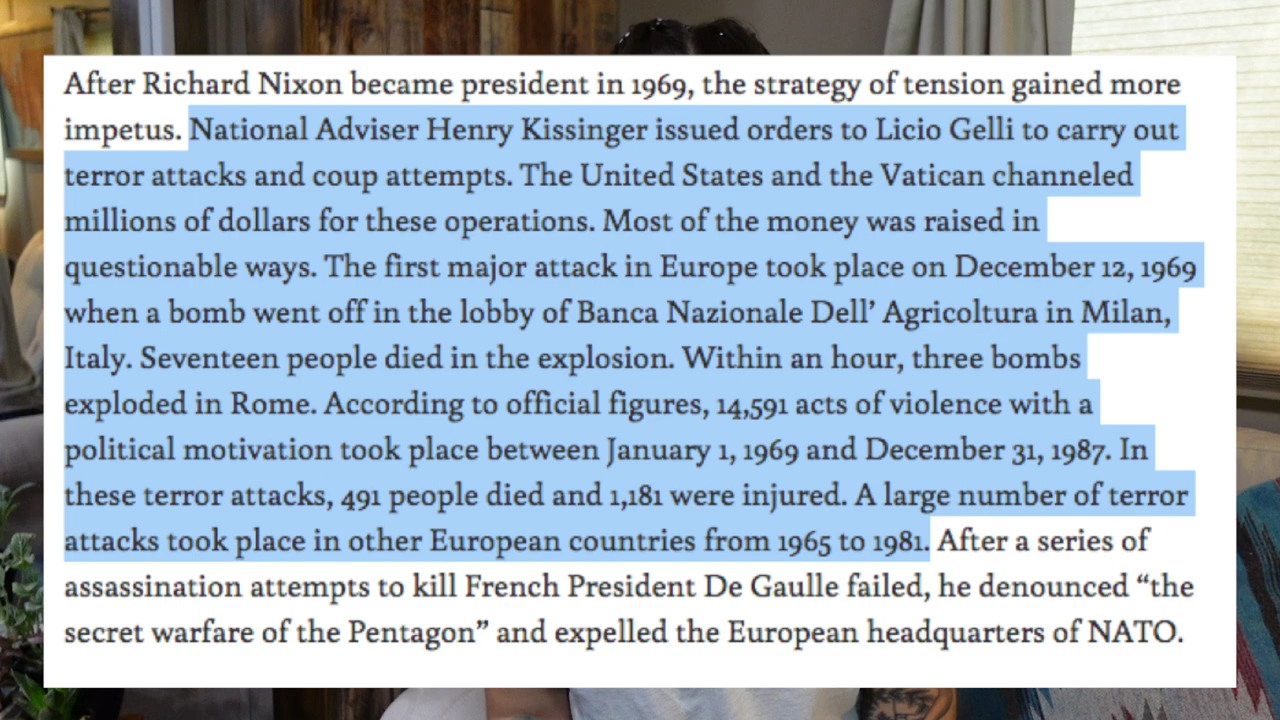 After Richard Nixon became president in 1969, the strategy of tension gained more
impetus. National Adviser Henry Kissinger issued orders to Licio Gelli to carry out
terror attacks and coup attempts. The United States and the Vatican channeled
millions of dollars for these operations. Most of the money was raised in
questionable ways. The first major attack in Europe took place on December 12, 1969
when a bomb went off in the lobby of Banca Nazionale Dell’ Agricoltura in Milan,
Italy. Seventeen people died in the explosion. Within an hour, three bombs
exploded in Rome. According to official figures, 14,591 acts of violence with a
political motivation took place between January 1, 1969 and December 31, 1987. In
these terror attacks, 491 people died and 1,181 were injured. A large number of terror
attacks took place in other European countries from 1965 to 1981. After a series of
assassination attempts to kill French President De Gaulle failed, he denounced “the
secret warfare of the Pentagon” and expelled the European headquarters of NATO.